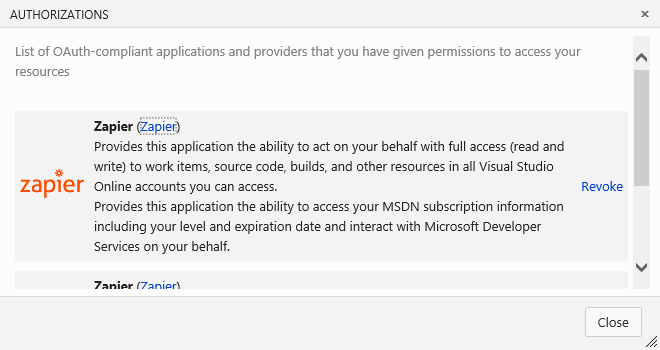 AUTHORIZATIONS
List of OAuth-compliant applications and providers that you have given permissions to access your
resources
Zapier (Zapier)
Provides this application the ability to act on your behalf with full access (read and
write) to work items, source code, builds, and other resources in all Visual Studio
Online accounts you can access.
Provides this application the ability to access your MSDN subscription information
including your level and expiration date and interact with Microsoft Developer
Services on your behalf.
zapier
Revoke
Zapier (Zapier)
Close